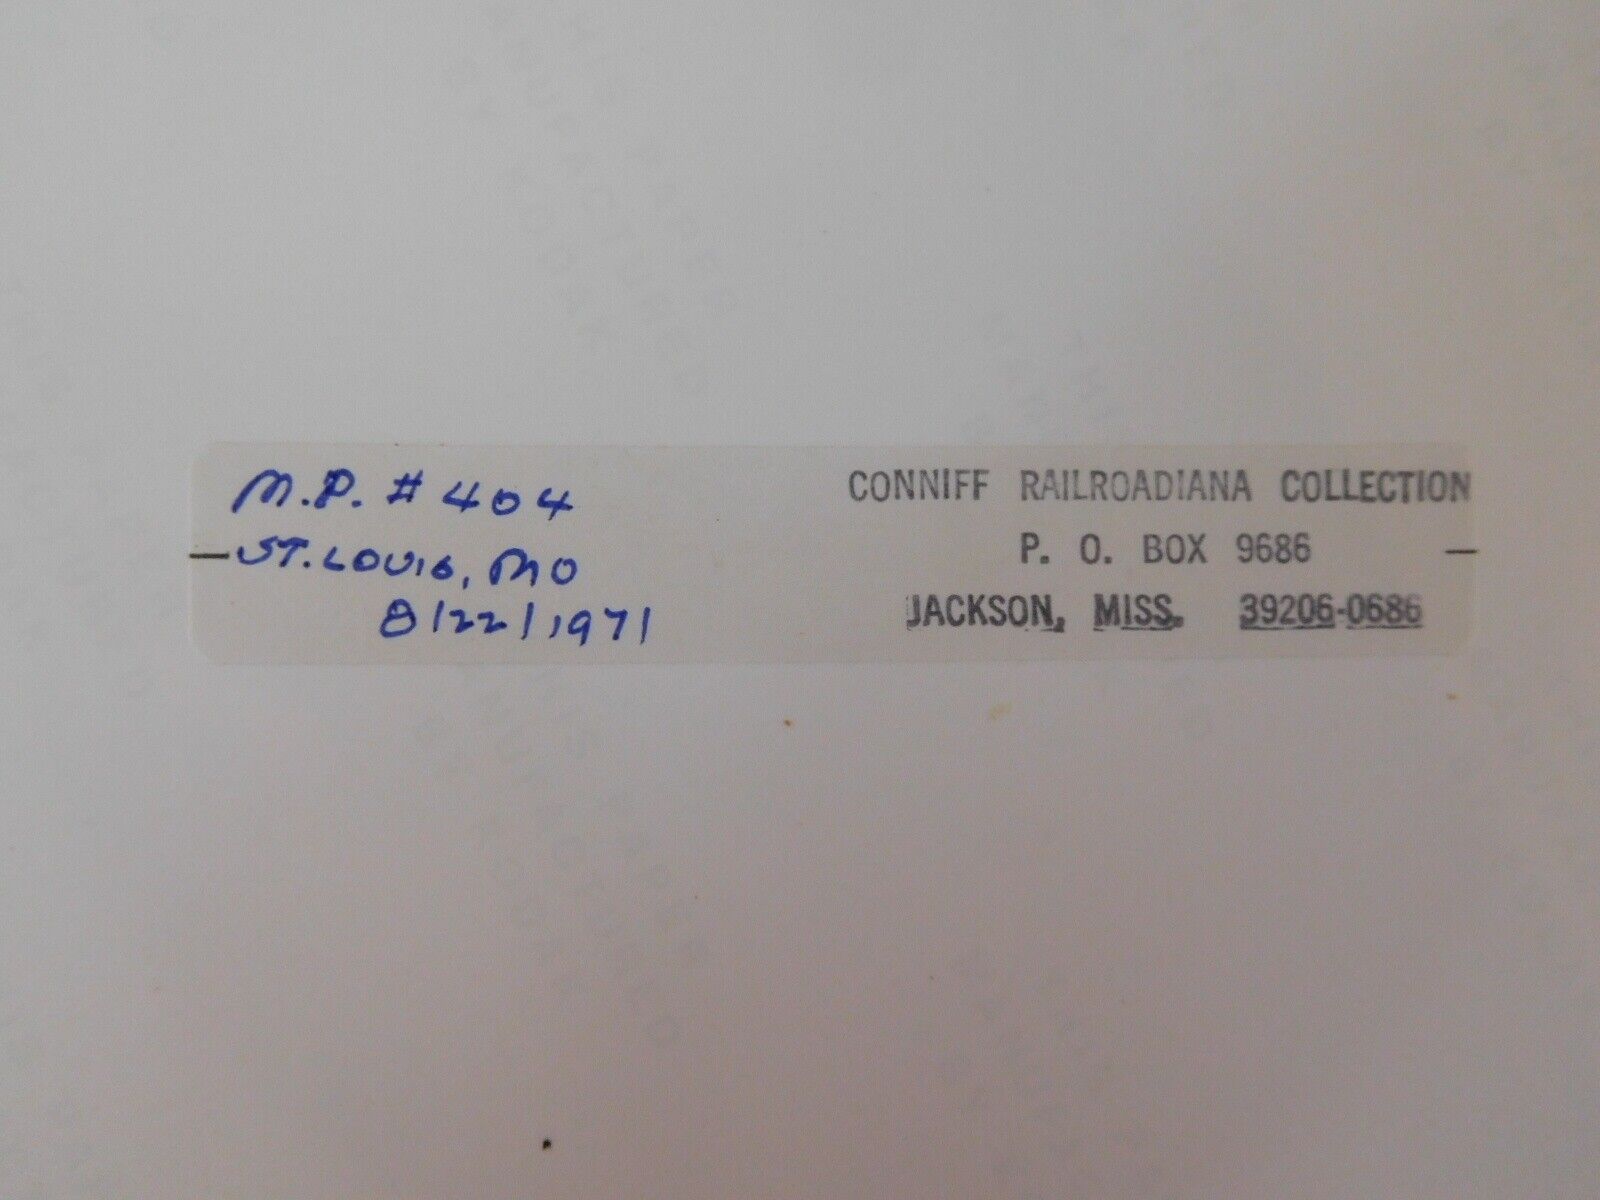 M.P. # 404
ST. LOUIS, MO
8/22/1971
CONNIFF RAILROADIANA COLLECTION
P. O. BOX 9686
JACKSON, MISS. 39206-0686